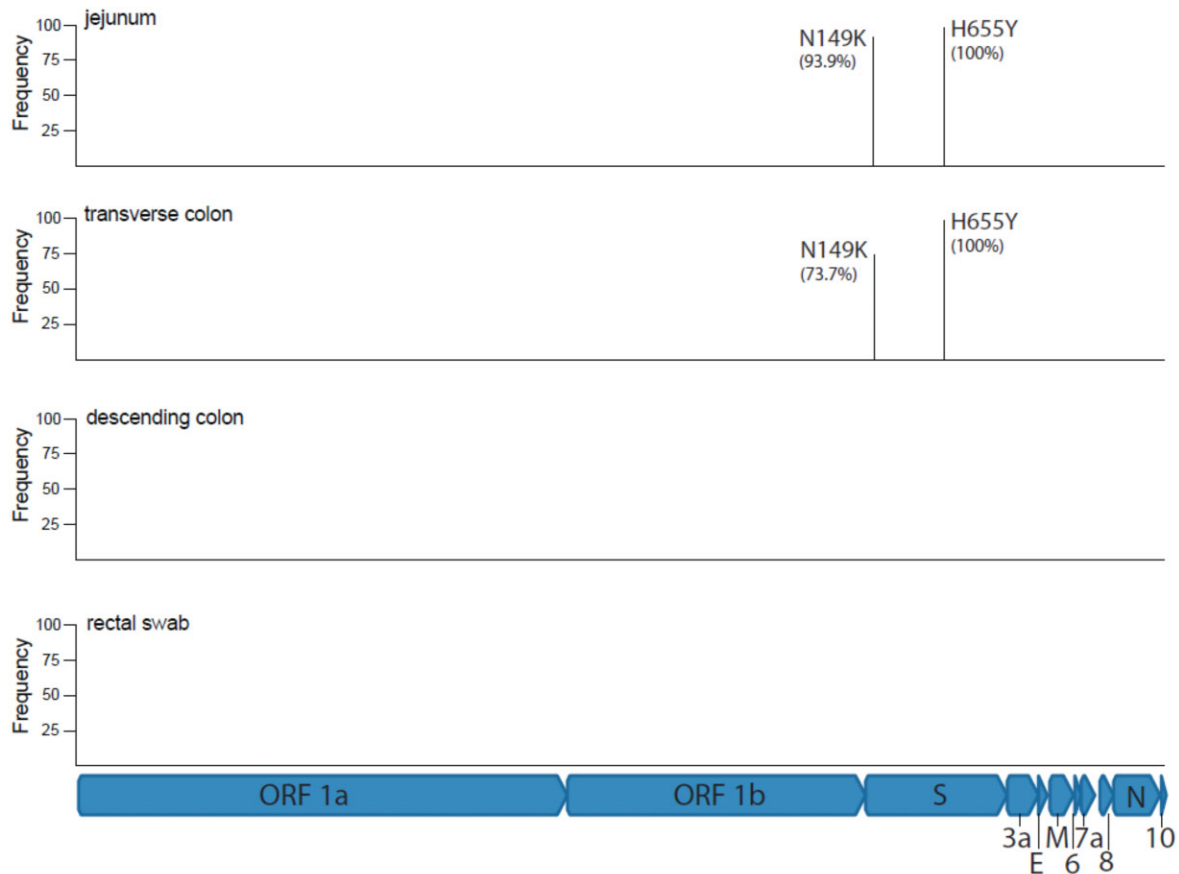 jejunum
Frequency
100
75
50
25
N149K
(93.9%)
H655Y
(100%)
transverse colon
Frequency
100
75
50
25
N149K
(73.7%)
H655Y
(100%)
descending colon
Frequency
100
75
50
25
rectal swab
Frequency
100
75
50
25
ORF 1a
ORF 1b
S
N
3a
E
M
6
7a
8
10